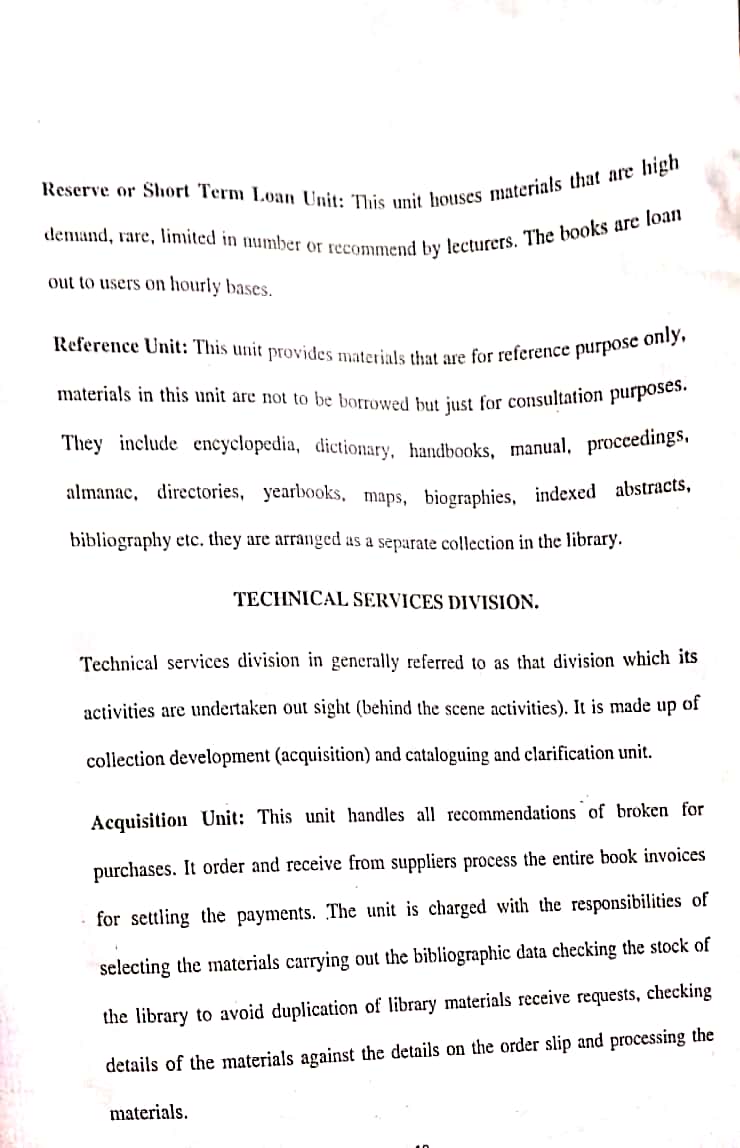 Reserve or Short Term Loan Unit: This unit houses materials that are high
demand, rare, limited in number or recommend by lecturers. The books are loan
out to users on hourly bases.
Reference Unit: This unit provides materials that are for reference purpose only,
materials in this unit are not to be borrowed but just for consultation purposes.
They include encyclopedia, dictionary, handbooks, manual, proceedings,
almanac, directories, yearbooks, maps, biographies, indexed abstracts,
bibliography etc. they are arranged as a separate collection in the library.
TECHNICAL SERVICES DIVISION.
Technical services division in generally referred to as that division which its
activities are undertaken out sight (behind the scene activities). It is made up of
collection development (acquisition) and cataloguing and clarification unit.
Acquisition Unit: This unit handles all recommendations of broken for
purchases. It order and receive from suppliers process the entire book invoices
for settling the payments. The unit is charged with the responsibilities of
selecting the materials carrying out the bibliographic data checking the stock of
the library to avoid duplication of library materials receive requests, checking
details of the materials against the details on the order slip and processing the
materials.